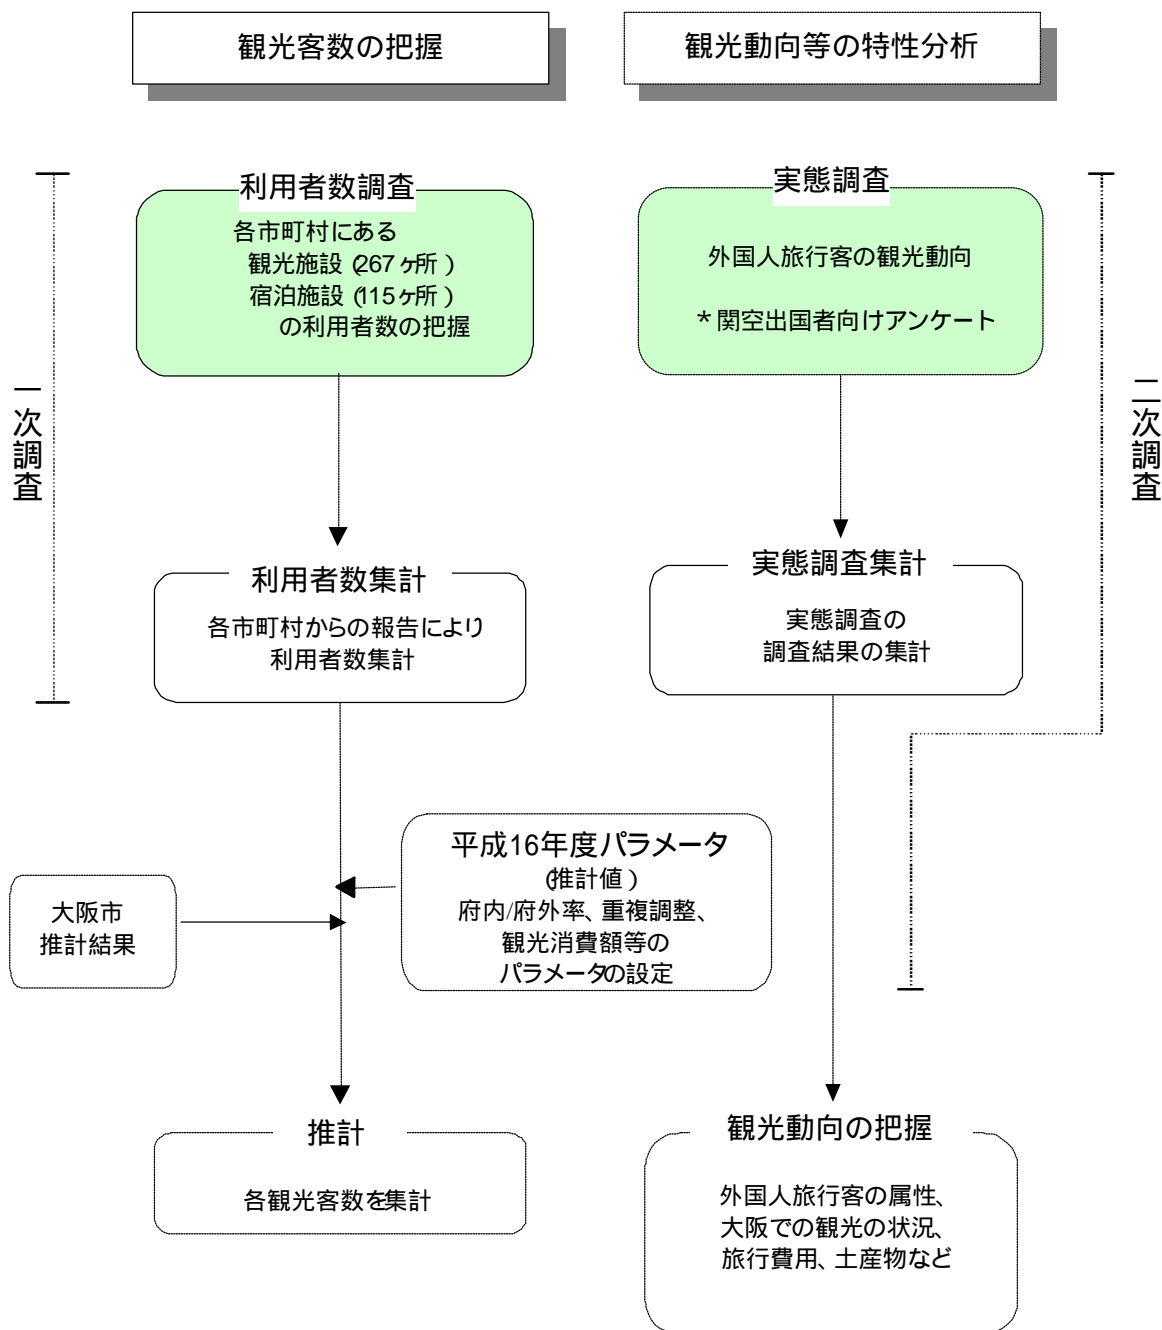 観光客数の把握
観光動向等の特性分析
一次調査
利用者数調査
各市町村にある
観光施設(267ヶ所)
宿泊施設(115ヶ所)
の利用者数の把握
実態調査
外国人旅行客の観光動向
*関空出国者向けアンケート
二次調査
利用者数集計
各市町村からの報告により
利用者数集計
実態調査集計
実態調査の
調査結果の集計
平成16年度パラメータ
(推計値)
府内/府外率、重複調整、
観光消費額等の
パラメータの設定
大阪市
推計結果
推計
各観光客数を集計
観光動向の把握
外国人旅行客の属性、
大阪での観光の状況、
旅行費用、土産物など